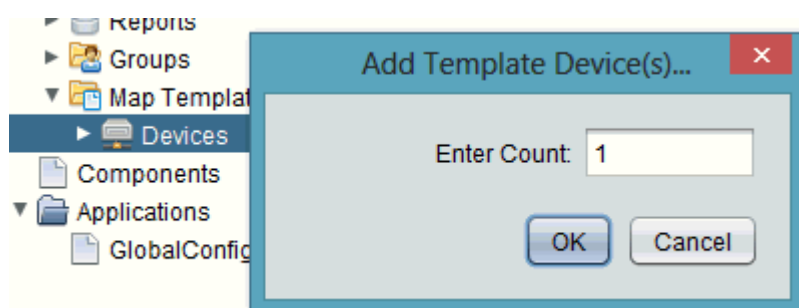 Reports
Groups
Map Templat
Devices
Components
Applications
GlobalConfig
Add Template Device(s)...
Enter Count: 1
OK Cancel